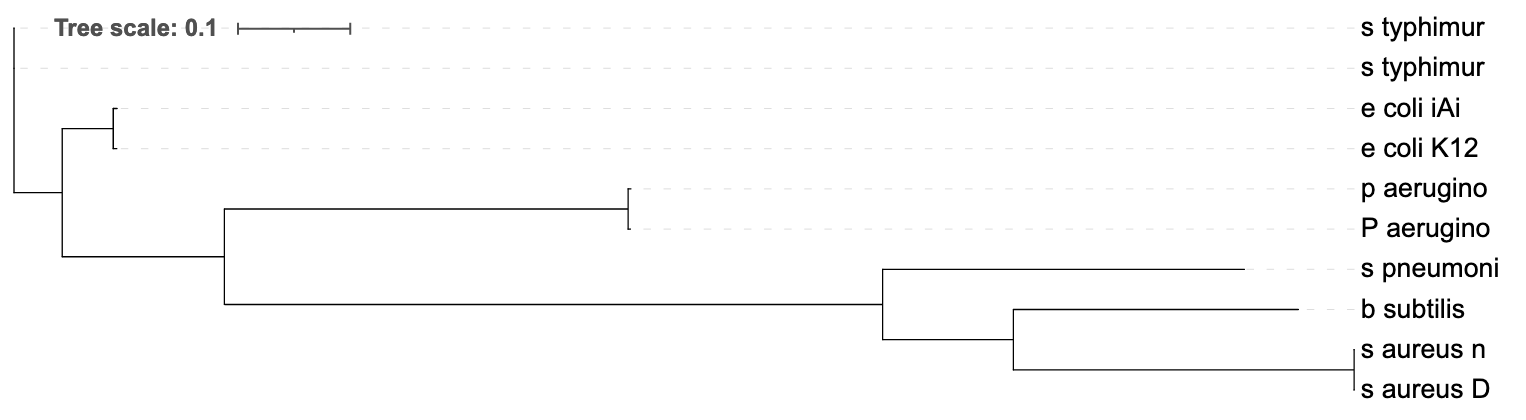 Tree scale: 0.1
s typhimur
s typhimur
e coli iAi
e coli K12
p aerugino
P aerugino
s pneumoni
b subtilis
s aureus n
s aureus D